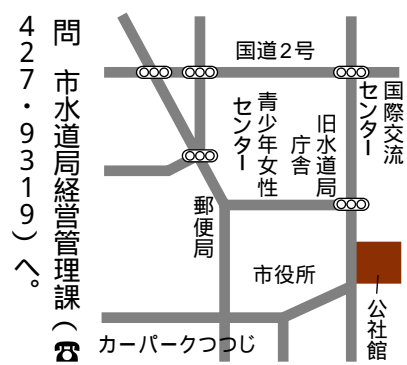 問 市水道局経営管理課(☎
427・9319)へ。
国道2号
国際交流
センター
青少年女性
センター
旧水道局
庁舎
郵便局
市役所
公社館
カーパークつつじ